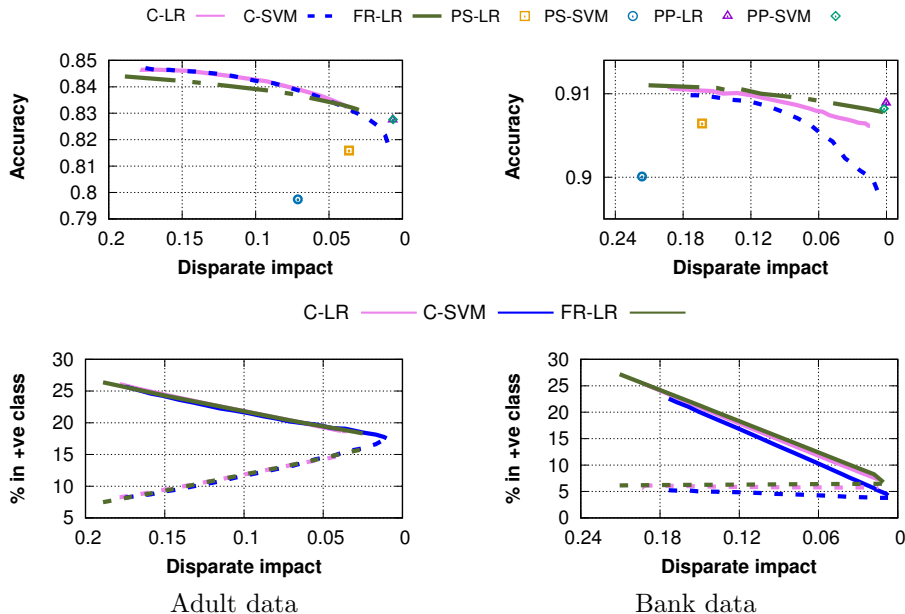 C-LR C-SVM FR-LR PS-LR PS-SVM PP-LR PP-SVM
Accuracy
0.85
0.84
0.83
0.82
0.81
0.8
0.79
0.2 0.15 0.1 0.05 0
Disparate impact
Accuracy
0.91
0.9
0.24 0.18 0.12 0.06 0
Disparate impact
C-LR C-SVM FR-LR
% in +ve class
30
25
20
15
10
5
0.2 0.15 0.1 0.05 0
Disparate impact
Adult data
% in +ve class
30
25
20
15
10
5
0
0.24 0.18 0.12 0.06 0
Disparate impact
Bank data